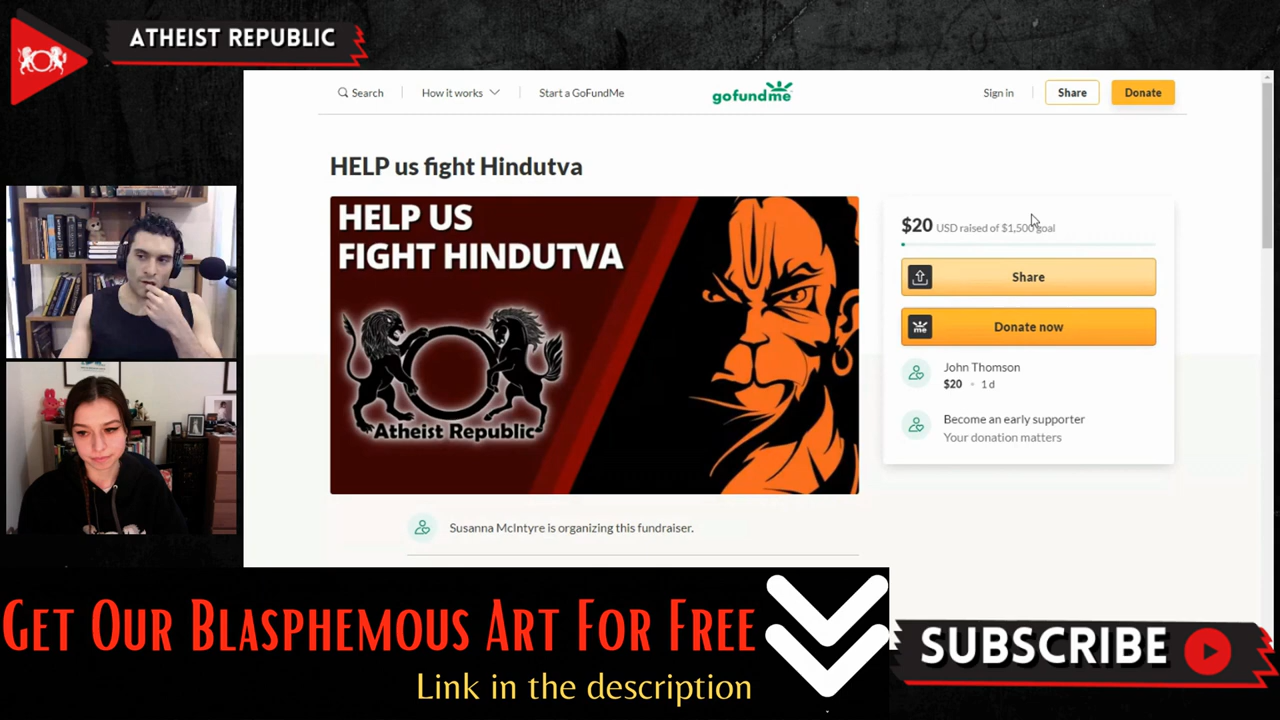 ATHEIST REPUBLIC
Search
How it works
Start a GoFundMe
gofundme
Sign in
Share
Donate
HELP us fight Hindutva
HELP US
FIGHT HINDUTVA
Atheist Republic
$20 USD raised of $1,500 goal
Share
me
Donate now
John Thomson
$20 • 1 d
Become an early supporter
Your donation matters
Susanna McIntyre is organizing this fundraiser.
GET OUR BLASPHEMOUS ART FOR FREE
Link in the description
SUBSCRIBE